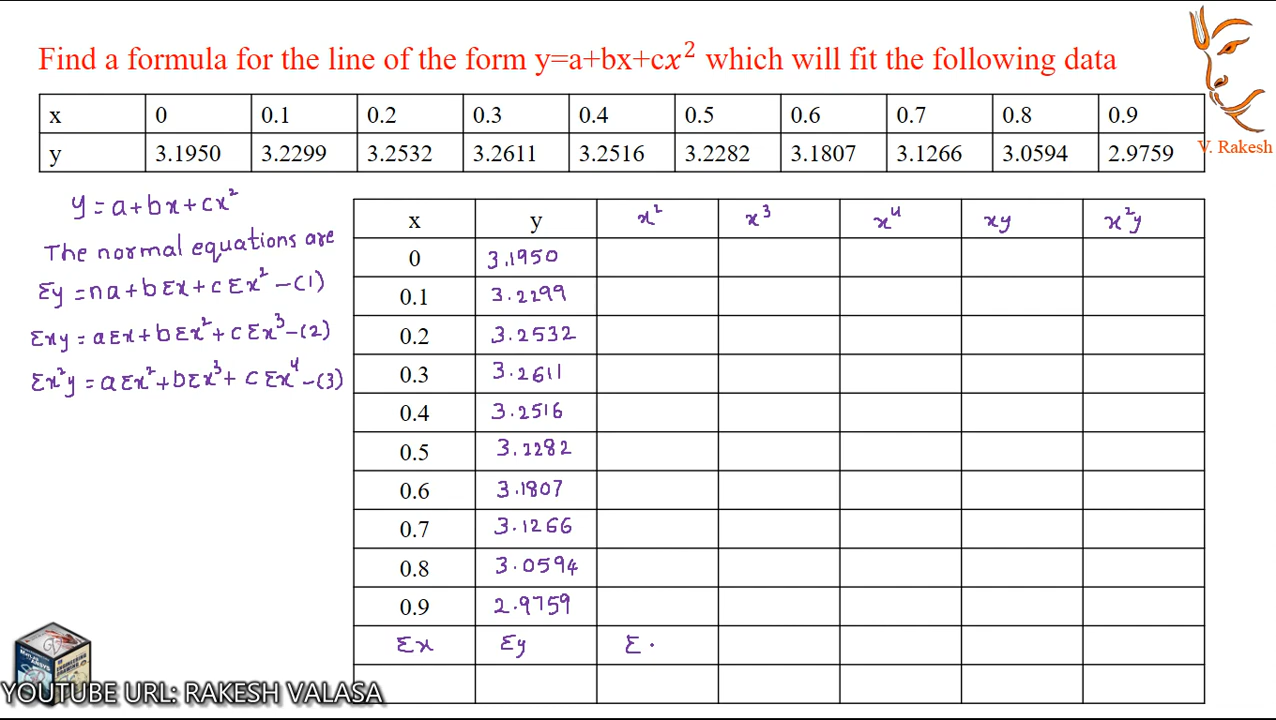 Find a formula for the line of the form y=a+bx+cx² which will fit the following data
x 0 0.1 0.2 0.3 0.4 0.5 0.6 0.7 0.8 0.9
y 3.1950 3.2299 3.2532 3.2611 3.2516 3.2282 3.1807 3.1266 3.0594 2.9759
V. Rakesh
y = a+bx+cx²
The normal equations are
Σy = na+bΣx+cΣx² -(1)
Σxy = aΣx+bΣx²+cΣx³-(2)
Σx²y = aΣx²+bΣx³+cΣx⁴-(3)
x y x² x³ x⁴ xy x²y
0 3.1950
0.1 3.2299
0.2 3.2532
0.3 3.2611
0.4 3.2516
0.5 3.2282
0.6 3.1807
0.7 3.1266
0.8 3.0594
0.9 2.9759
Σx Σy Σ
YOUTUBE URL: RAKESH VALASA